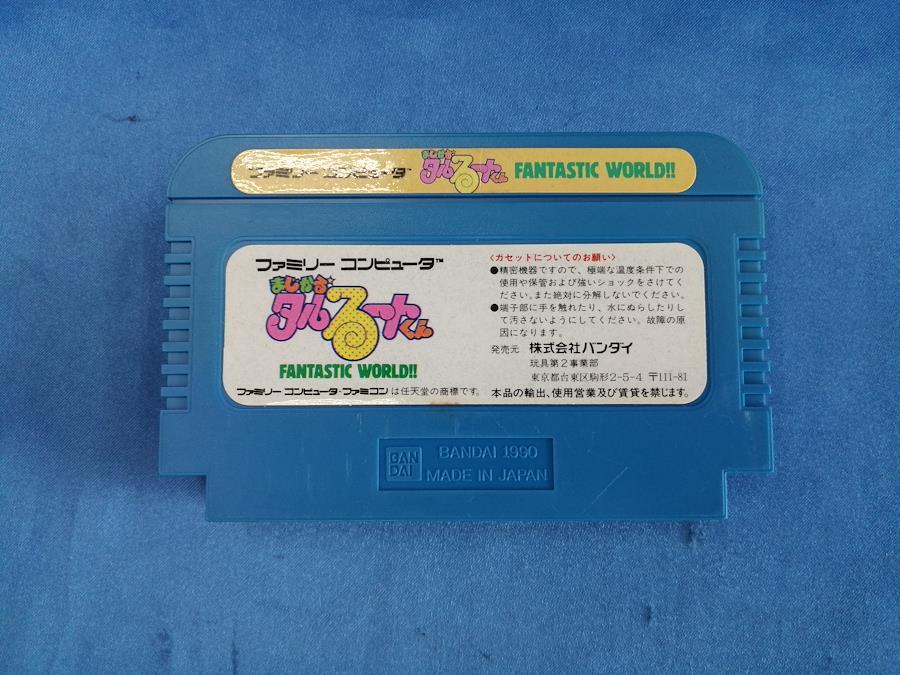 ファミリー コンピュータ™
まじかる☆タルるートくん FANTASTIC WORLD!!
ファミリー コンピュータ™
まじかる☆
タルるートくん
FANTASTIC WORLD!!
ファミリー コンピュータ・ファミコンは任天堂の商標です。
〈カセットについてのお願い〉
●精密機器ですので、極端な温度条件下での
使用や保管および強いショックをさけてく
ださい。また絶対に分解しないでください。
●端子部に手を触れたり、水にぬらしたりし
て汚さないようにしてください。故障の原
因になります。
発売元 株式会社バンダイ
玩具第2事業部
東京都台東区駒形2-5-4 〒111-81
本品の輸出、使用営業及び賃貸を禁じます。
BAN
DAI
BANDAI 1990
MADE IN JAPAN